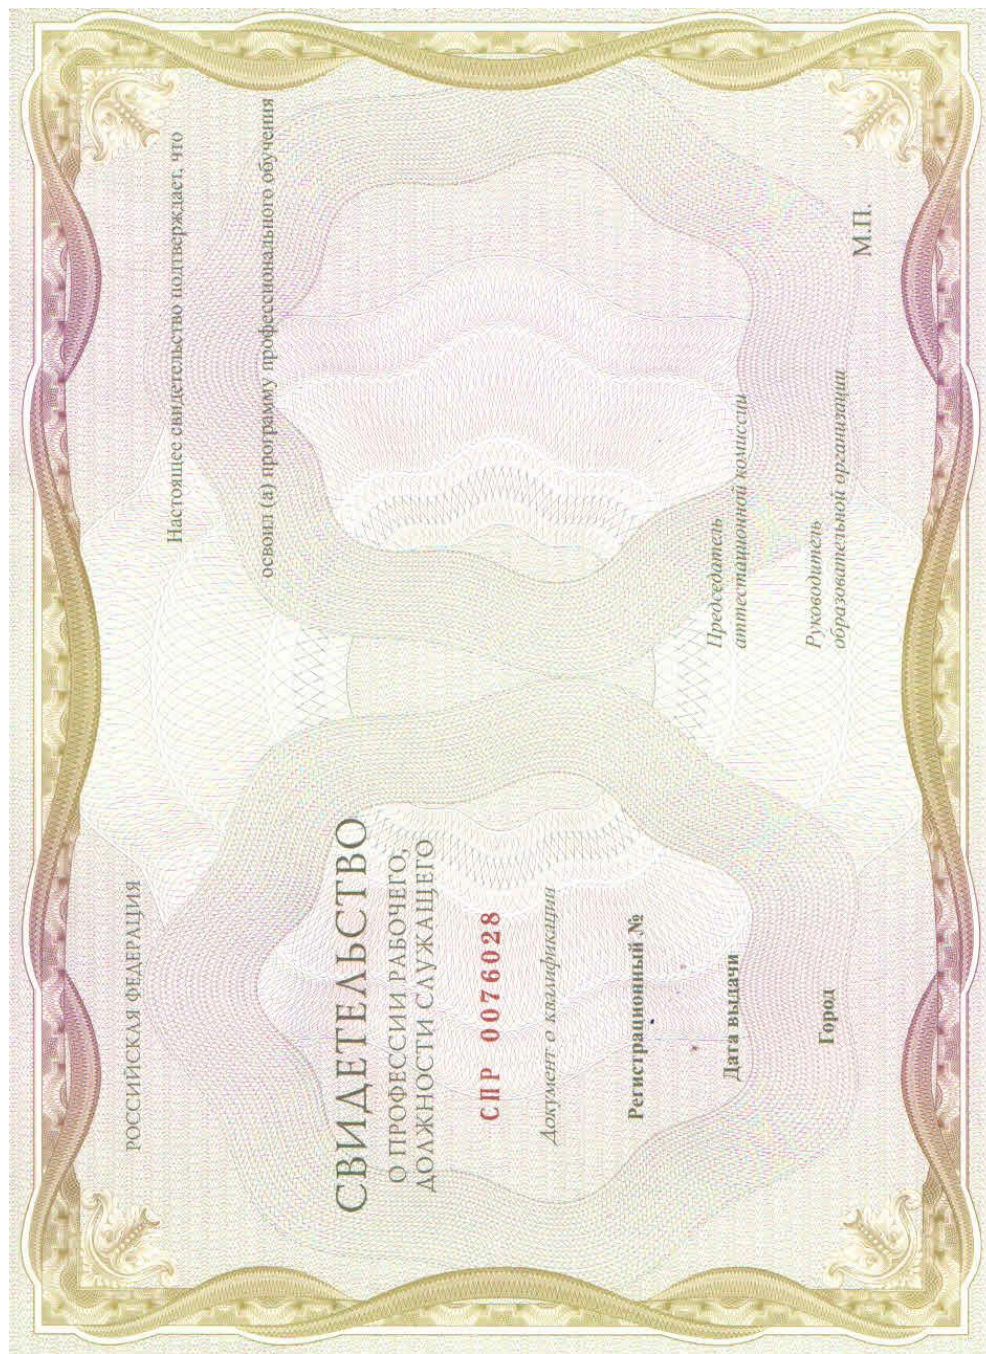 РОССИЙСКАЯ ФЕДЕРАЦИЯ
СВИДЕТЕЛЬСТВО
О ПРОФЕССИИ РАБОЧЕГО,
ДОЛЖНОСТИ СЛУЖАЩЕГО
СПР 0076028
Документ о квалификации
Регистрационный №
Дата выдачи
Город
Настоящее свидетельство подтверждает, что
освоил (а) программу профессионального обучения
Председатель
аттестационной комиссии
Руководитель
образовательной организации
М.П.